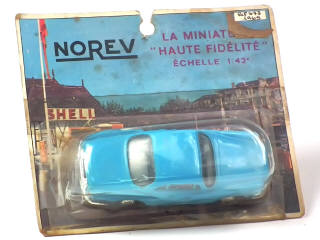 NOREV
LA MINIATU
"HAUTE FIDÉLITÉ"
ÉCHELLE 1:43e
SHELL